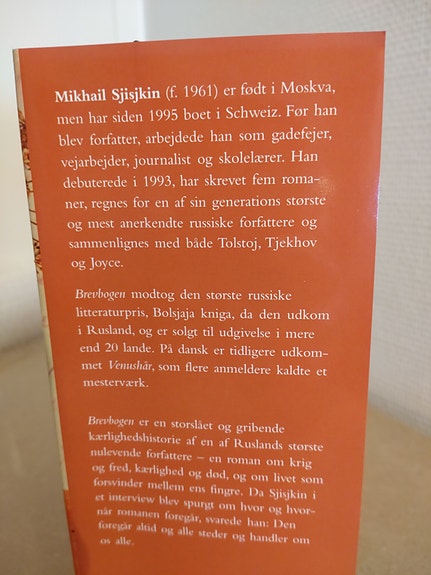 Mikhail Sjisjkin (f. 1961) er født i Moskva,
men har siden 1995 boet i Schweiz. Før han
blev forfatter, arbejdede han som gadefejer,
vejarbejder, journalist og skolelærer. Han
debuterede i 1993, har skrevet fem roma-
ner, regnes for en af sin generations største
og mest anerkendte russiske forfattere og
sammenlignes med både Tolstoj, Tjekhov
og Joyce.
Brevbogen modtog den største russiske
litteraturpris, Bolsjaja kniga, da den udkom
i Rusland, og er solgt til udgivelse i mere
end 20 lande. På dansk er tidligere udkom-
met Venushår, som flere anmeldere kaldte et
mesterværk.
Brevbogen er en storslået og gribende
kærlighedshistorie af en af Ruslands største
nulevende forfattere – en roman om krig
og fred, kærlighed og død, og om livet som
forsvinder mellem ens fingre. Da Sjisjkin i
et interview blev spurgt om hvor og hvor-
når romanen foregår, svarede han: Den
foregår altid og alle steder og handler om
os alle.